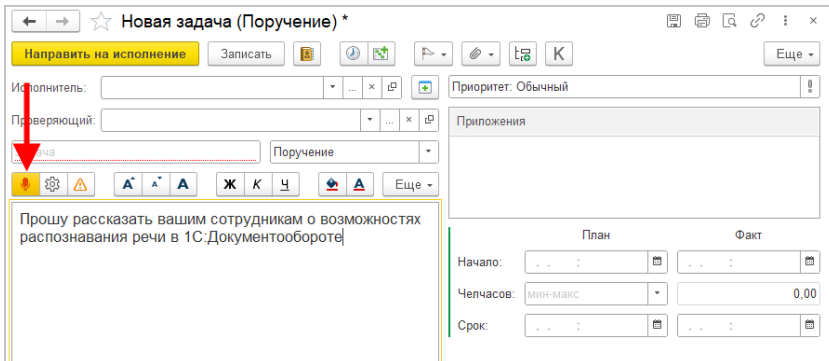 Новая задача (Поручение) *
Направить на исполнение Записать Еще
Исполнитель: ... × Приоритет: Обычный
Проверяющий: ... × Приложения
Поручение
А А А Ж К Ч А Еще
Прошу рассказать вашим сотрудникам о возможностях
распознавания речи в 1С:Документообороте
План Факт
Начало: . . : . . :
Челчасов: мин-макс 0,00
Срок: . . : . . :